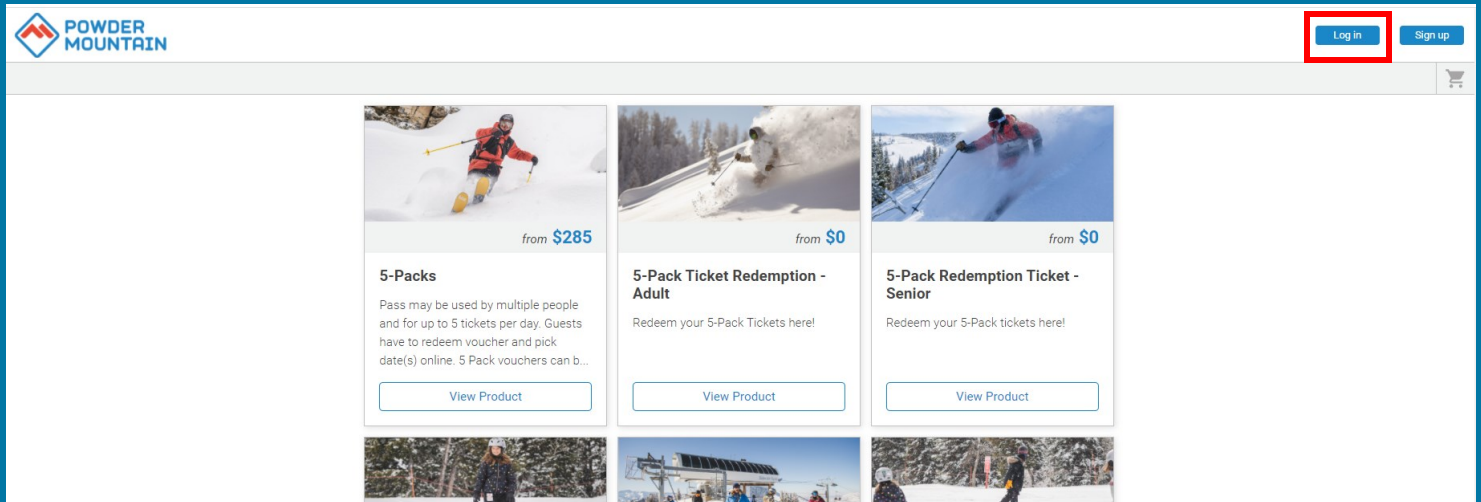 POWDER
MOUNTAIN
Log in
Sign up
from $285
from $0
from $0
5-Packs
Pass may be used by multiple people
and for up to 5 tickets per day. Guests
have to redeem voucher and pick
date(s) online. 5 Pack vouchers can b...
View Product
5-Pack Ticket Redemption -
Adult
Redeem your 5-Pack Tickets here!
View Product
5-Pack Redemption Ticket -
Senior
Redeem your 5-Pack tickets here!
View Product